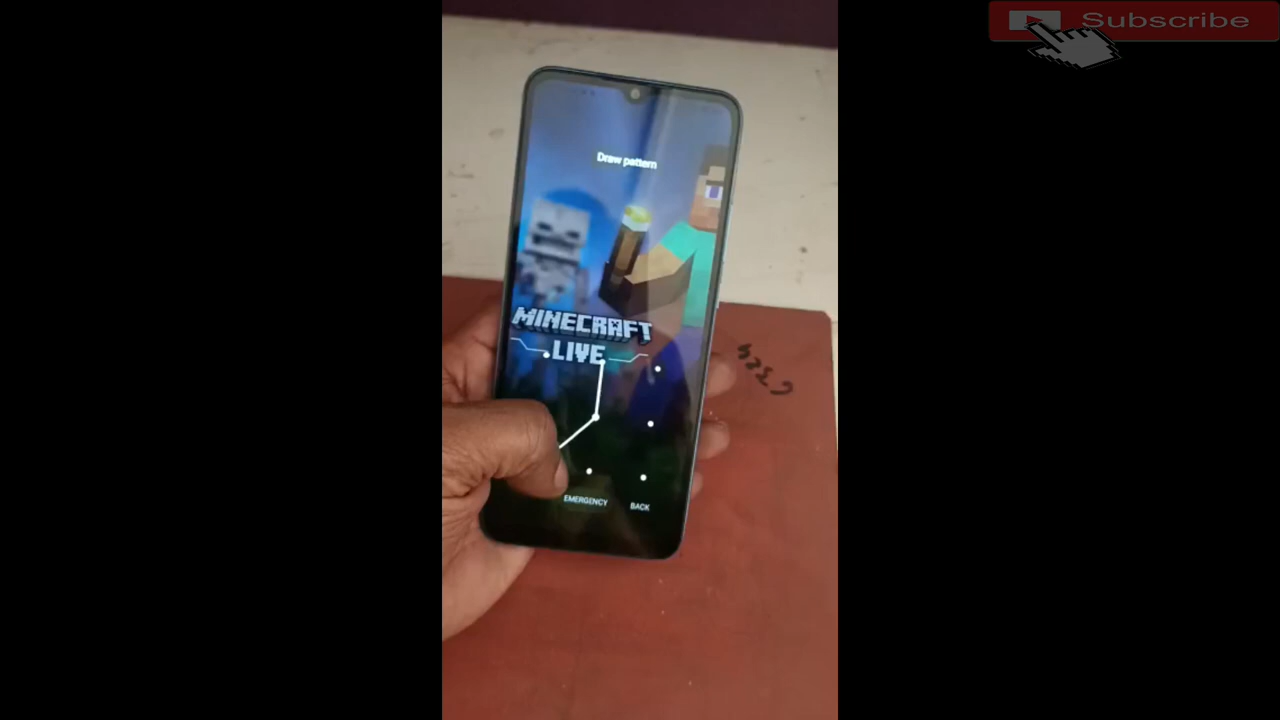 Subscribe
Draw pattern
MINECRAFT
LIVE
EMERGENCY
BACK